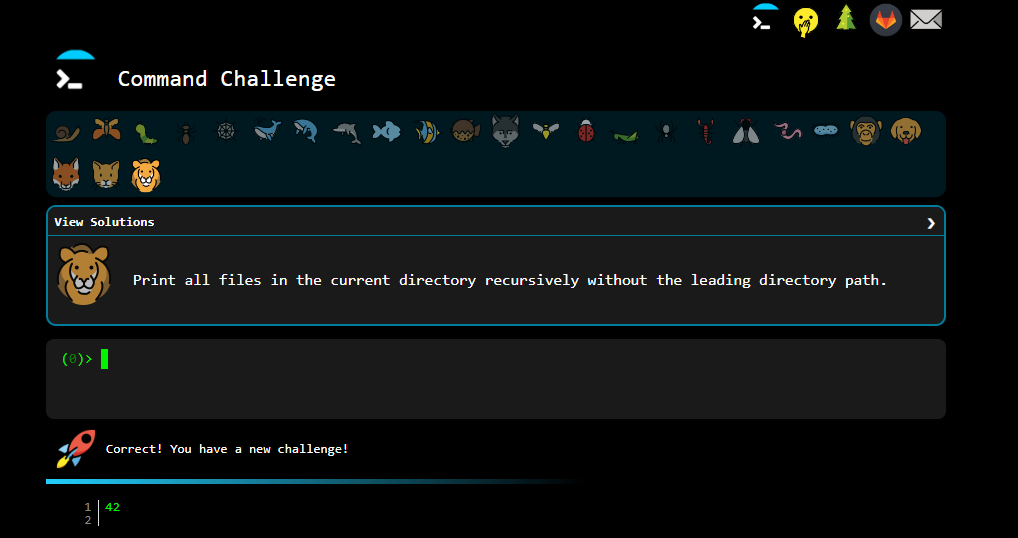 Command Challenge
View Solutions
Print all files in the current directory recursively without the leading directory path.
(0)>
Correct! You have a new challenge!
1 42
2